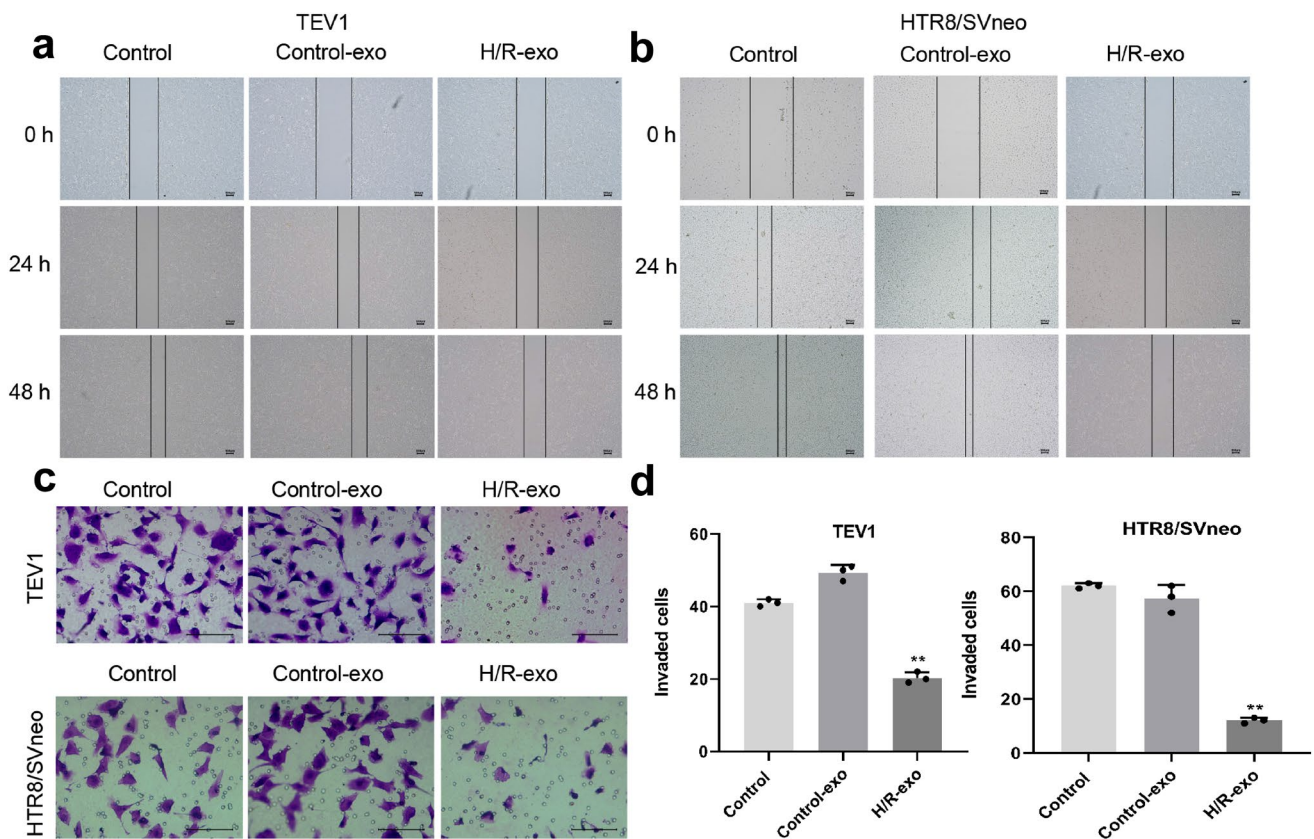 a
TEV1
Control
Control-exo
H/R-exo
0 h
24 h
48 h
b
HTR8/SVneo
Control
Control-exo
H/R-exo
0 h
24 h
48 h
c
Control
Control-exo
H/R-exo
TEV1
Control
Control-exo
H/R-exo
HTR8/SVneo
d
TEV1
Invaded cells
60
40
20
0
**
Control
Control-exo
H/R-exo
HTR8/SVneo
Invaded cells
80
60
40
20
0
**
Control
Control-exo
H/R-exo